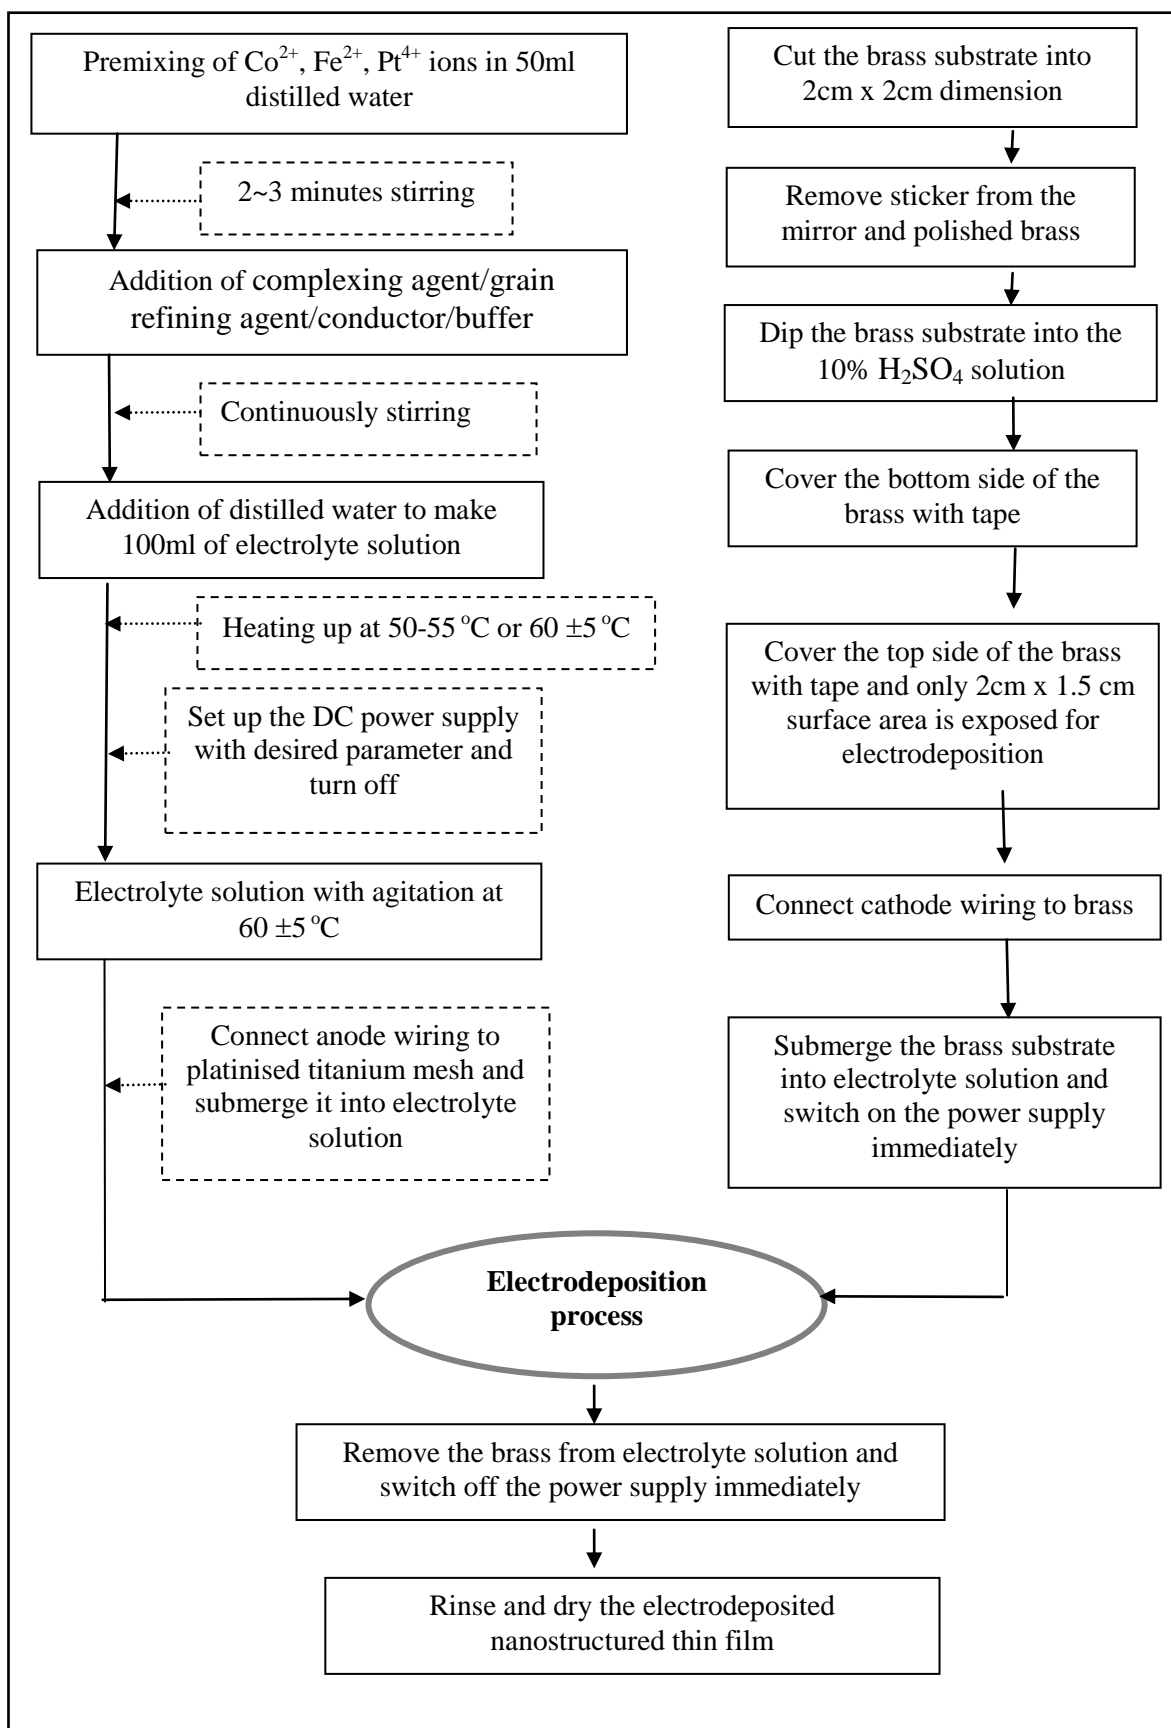 Premixing of Co²⁺, Fe²⁺, Pt⁴⁺ ions in 50ml
distilled water
2~3 minutes stirring
Addition of complexing agent/grain
refining agent/conductor/buffer
Continuously stirring
Addition of distilled water to make
100ml of electrolyte solution
Heating up at 50-55 °C or 60 ±5 °C
Set up the DC power supply
with desired parameter and
turn off
Electrolyte solution with agitation at
60 ±5 °C
Connect anode wiring to
platinised titanium mesh and
submerge it into electrolyte
solution
Cut the brass substrate into
2cm x 2cm dimension
Remove sticker from the
mirror and polished brass
Dip the brass substrate into the
10% H₂SO₄ solution
Cover the bottom side of the
brass with tape
Cover the top side of the brass
with tape and only 2cm x 1.5 cm
surface area is exposed for
electrodeposition
Connect cathode wiring to brass
Submerge the brass substrate
into electrolyte solution and
switch on the power supply
immediately
Electrodeposition
process
Remove the brass from electrolyte solution and
switch off the power supply immediately
Rinse and dry the electrodeposited
nanostructured thin film